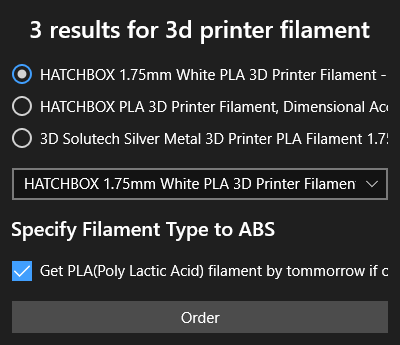 3 results for 3d printer filament
HATCHBOX 1.75mm White PLA 3D Printer Filament -
HATCHBOX PLA 3D Printer Filament, Dimensional Acc
3D Solutech Silver Metal 3D Printer PLA Filament 1.75
HATCHBOX 1.75mm White PLA 3D Printer Filamen
Specify Filament Type to ABS
Get PLA(Poly Lactic Acid) filament by tommorrow if o
Order